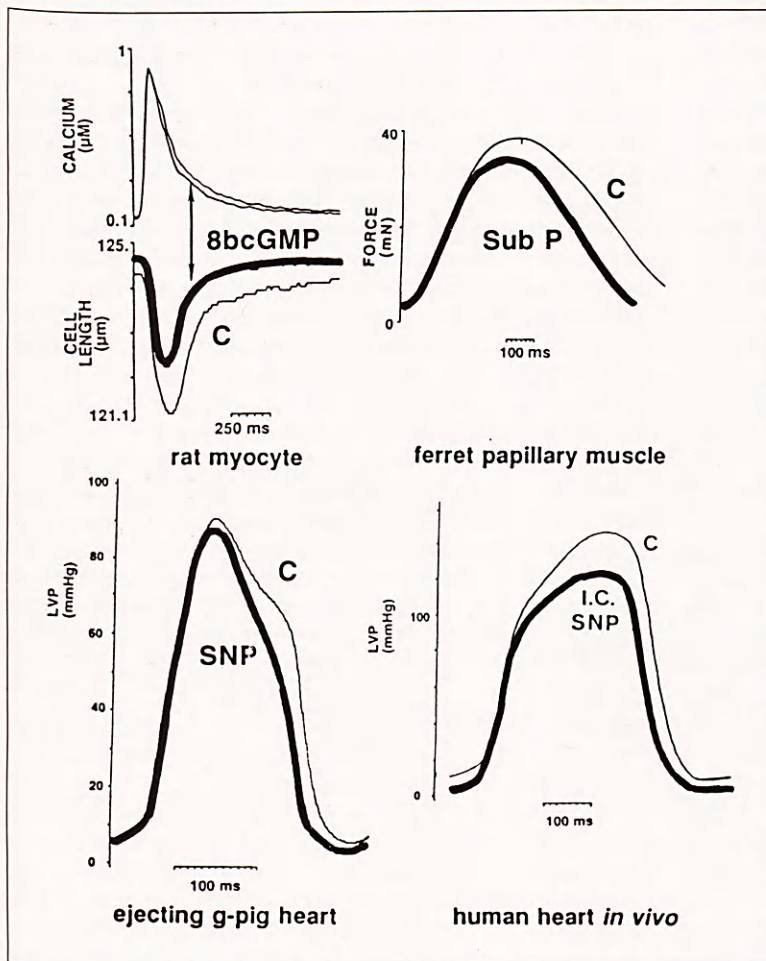 1
CALCIUM
(μM)
0.1
125.
8bcGMP
CELL
LENGTH
(μm)
C
121.1
250 ms
rat myocyte
40
FORCE
(mN)
C
Sub P
0
100 ms
ferret papillary muscle
100
80
LVP
(mmHg)
C
60
SNP
40
20
0
100 ms
ejecting g-pig heart
C
I.C.
SNP
LVP
(mmHg)
100
0
100 ms
human heart in vivo